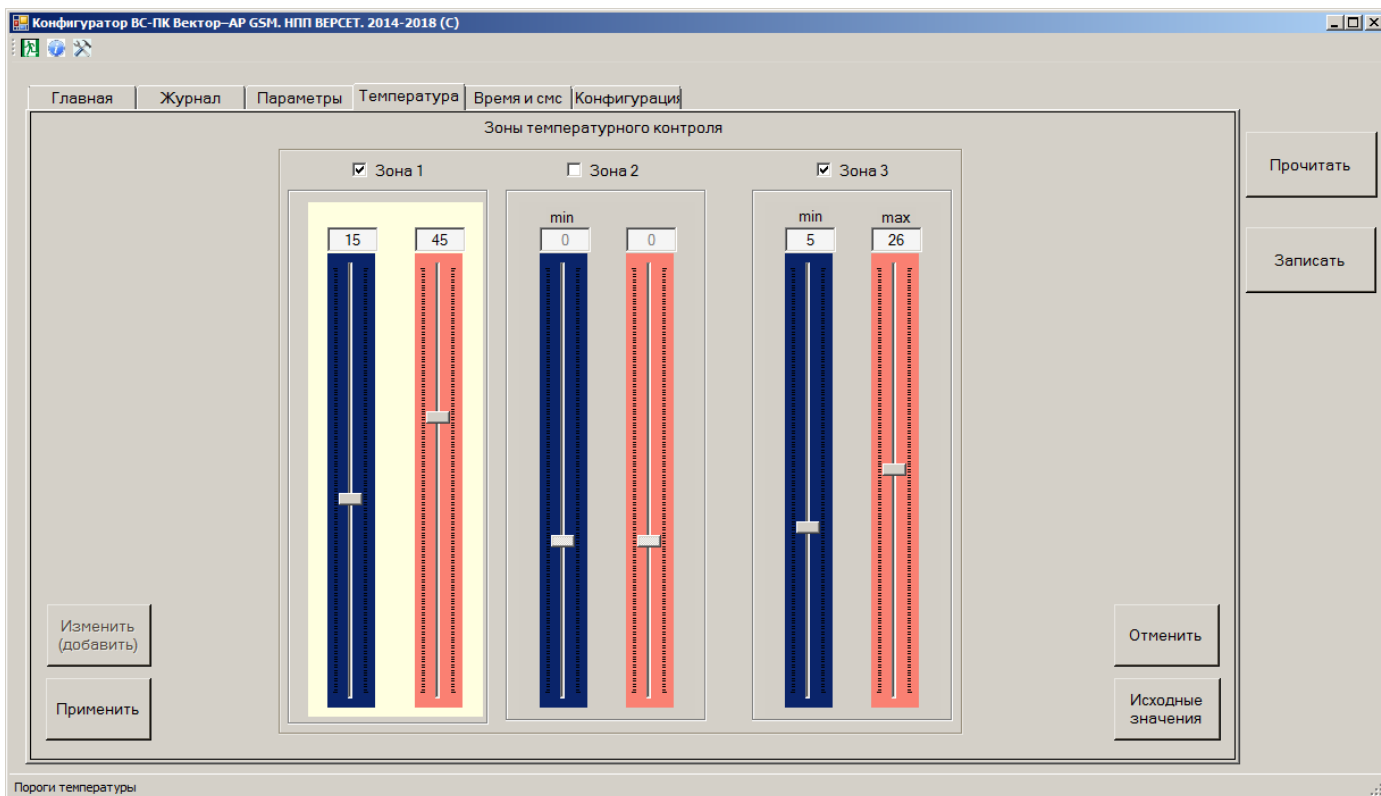 Конфигуратор ВС-ПК Вектор–АР GSM. НПП ВЕРСЕТ. 2014-2018 (C)
Главная Журнал Параметры Температура Время и смс Конфигурация
Зоны температурного контроля
Зона 1 Зона 2 Зона 3
min min max
15 45 0 0 5 26
Прочитать
Записать
Изменить
(добавить)
Применить
Отменить
Исходные
значения
Пороги температуры